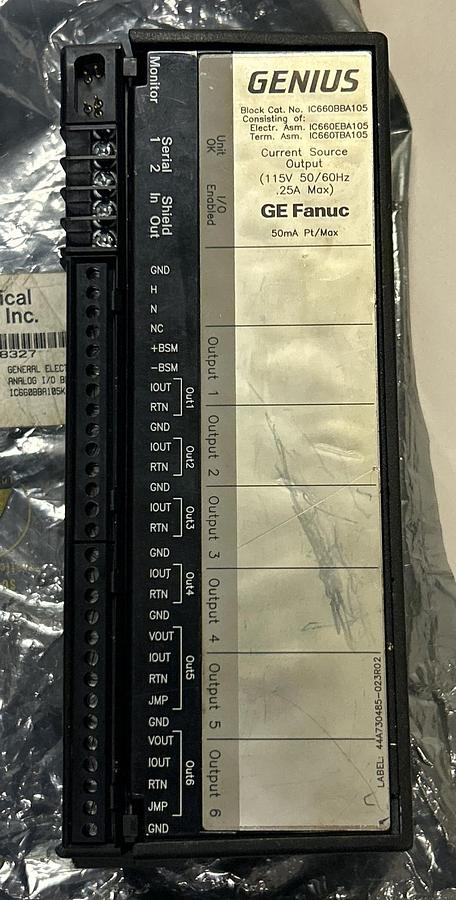 GENIUS
Block Cat. No. IC660BBA105
Consisting of:
Electr. Asm. IC660EBA105
Term. Asm. IC660TBA105
Current Source
Output
(115V 50/60Hz
.25A Max)
GE Fanuc
50mA Pt/Max
Monitor
Serial
1 2
Shield
In Out
Unit
OK
I/O
Enabled
GND
H
N
NC
+BSM
-BSM
IOUT
RTN
Out1
GND
IOUT
RTN
Out2
GND
IOUT
RTN
Out3
GND
IOUT
RTN
Out4
GND
VOUT
IOUT
RTN
JMP
Out5
GND
VOUT
IOUT
RTN
JMP
Out6
GND
Output 1
Output 2
Output 3
Output 4
Output 5
Output 6
LABEL: 44A730485-023R02
ical
Inc.
8327
GENERAL ELEC
ANALOG I/O B
IC660BBA105K